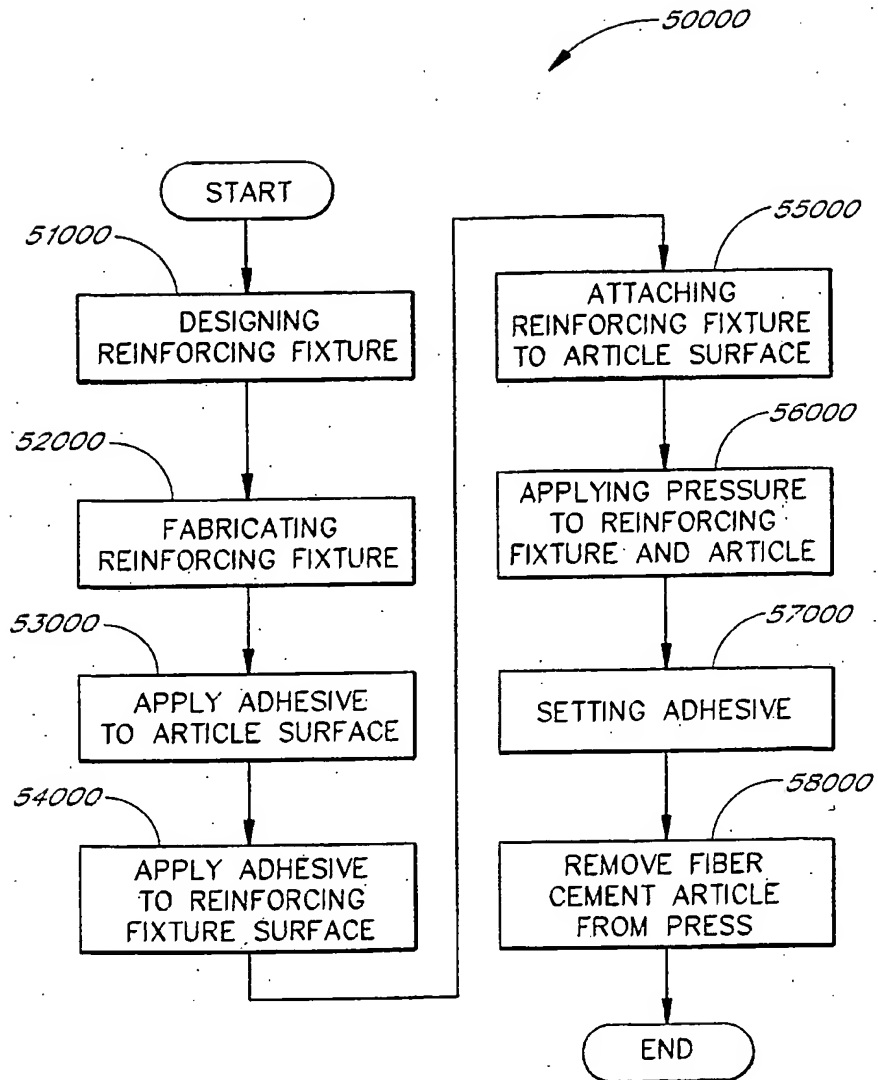 50000
START
51000
DESIGNING
REINFORCING FIXTURE
52000
FABRICATING
REINFORCING FIXTURE
53000
APPLY ADHESIVE
TO ARTICLE SURFACE
54000
APPLY ADHESIVE
TO REINFORCING
FIXTURE SURFACE
55000
ATTACHING
REINFORCING FIXTURE
TO ARTICLE SURFACE
56000
APPLYING PRESSURE
TO REINFORCING
FIXTURE AND ARTICLE
57000
SETTING ADHESIVE
58000
REMOVE FIBER
CEMENT ARTICLE
FROM PRESS
END